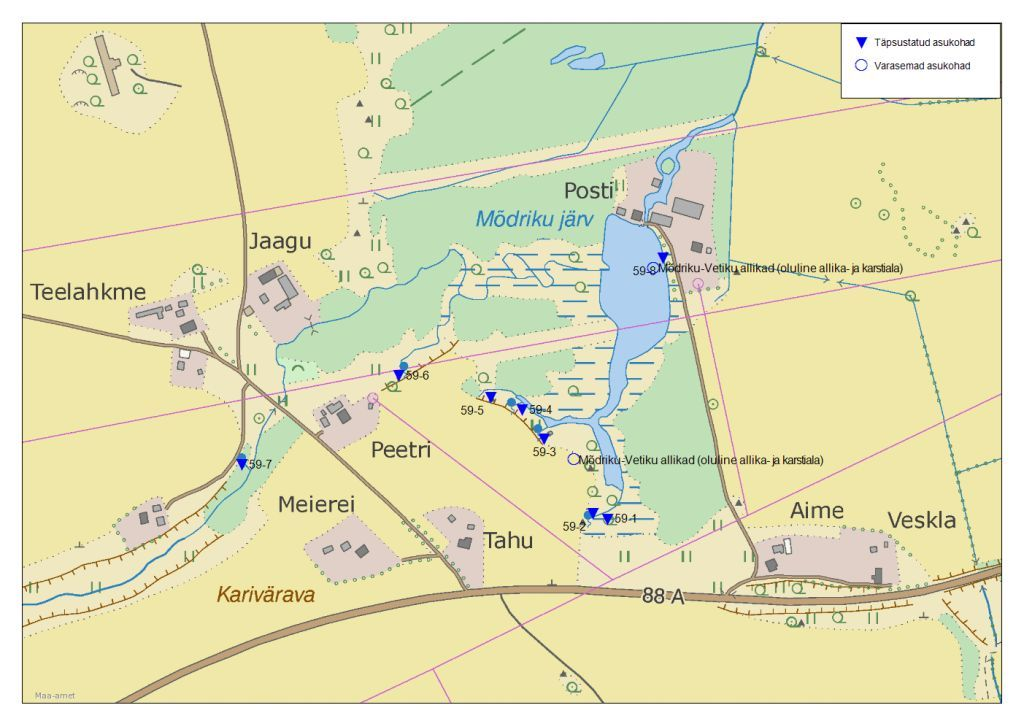 Täpsustatud asukohad
Varasemad asukohad
Posti
Mõdriku järv
Jaagu
59-8
Mõdriku-Vetiku allikad (oluline allika- ja karstiala)
Teelahkme
59-6
59-5
59-4
59-3
Peetri
59-7
Mõdriku-Vetiku allikad (oluline allika- ja karstiala)
Meierei
59-2
59-1
Aime
Veskla
Tahu
Karivärava
88 A
Maa-amet